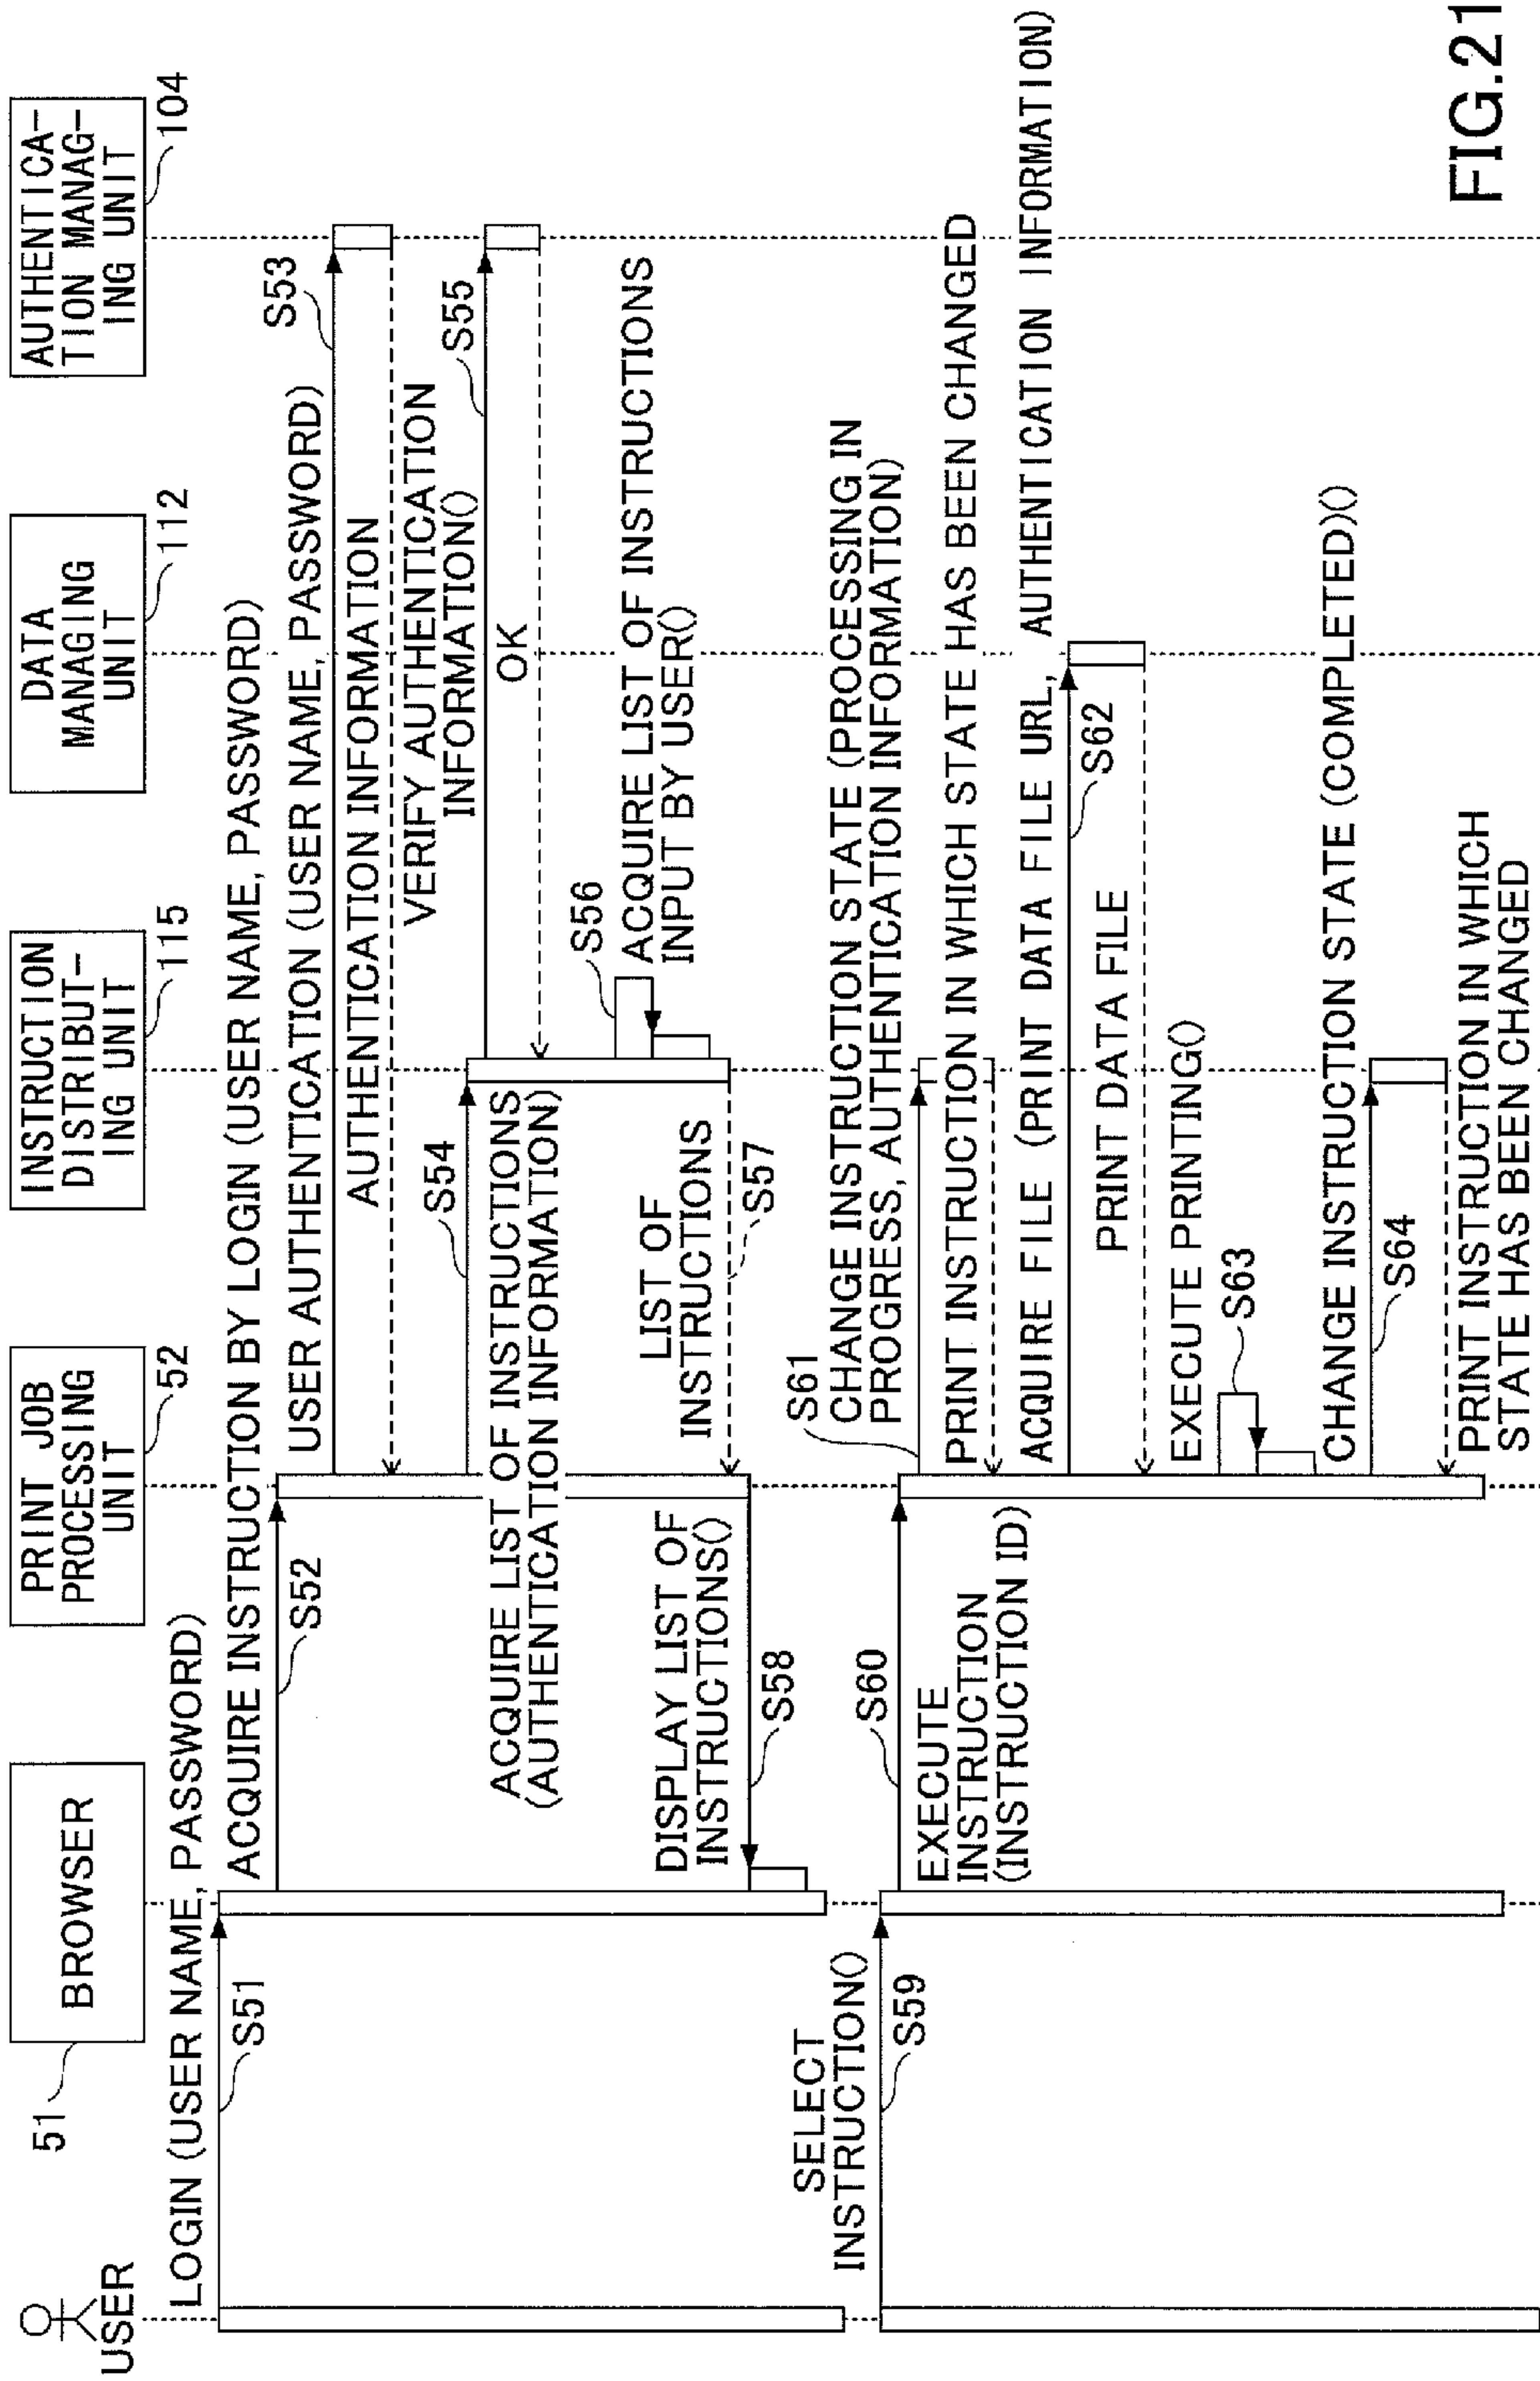 USER
51
BROWSER
PRINT JOB
PROCESSING
UNIT
52
INSTRUCTION
DISTRIBUT-
ING UNIT
115
DATA
MANAGING
UNIT
112
AUTHENTICA-
TION MANAG-
ING UNIT
104
LOGIN (USER NAME, PASSWORD)
S51
ACQUIRE INSTRUCTION BY LOGIN (USER NAME, PASSWORD)
S52
USER AUTHENTICATION (USER NAME, PASSWORD)
S53
AUTHENTICATION INFORMATION
S54
ACQUIRE LIST OF INSTRUCTIONS
(AUTHENTICATION INFORMATION)
VERIFY AUTHENTICATION
INFORMATION()
S55
OK
S56
ACQUIRE LIST OF INSTRUCTIONS
INPUT BY USER()
LIST OF
INSTRUCTIONS
S57
DISPLAY LIST OF
INSTRUCTIONS()
S58
SELECT
INSTRUCTION()
S59
S60
EXECUTE
INSTRUCTION
(INSTRUCTION ID)
S61
CHANGE INSTRUCTION STATE (PROCESSING IN
PROGRESS, AUTHENTICATION INFORMATION)
PRINT INSTRUCTION IN WHICH STATE HAS BEEN CHANGED
ACQUIRE FILE (PRINT DATA FILE URL, AUTHENTICATION INFORMATION)
S62
PRINT DATA FILE
EXECUTE PRINTING()
S63
CHANGE INSTRUCTION STATE (COMPLETED)()
S64
PRINT INSTRUCTION IN WHICH
STATE HAS BEEN CHANGED
FIG.21